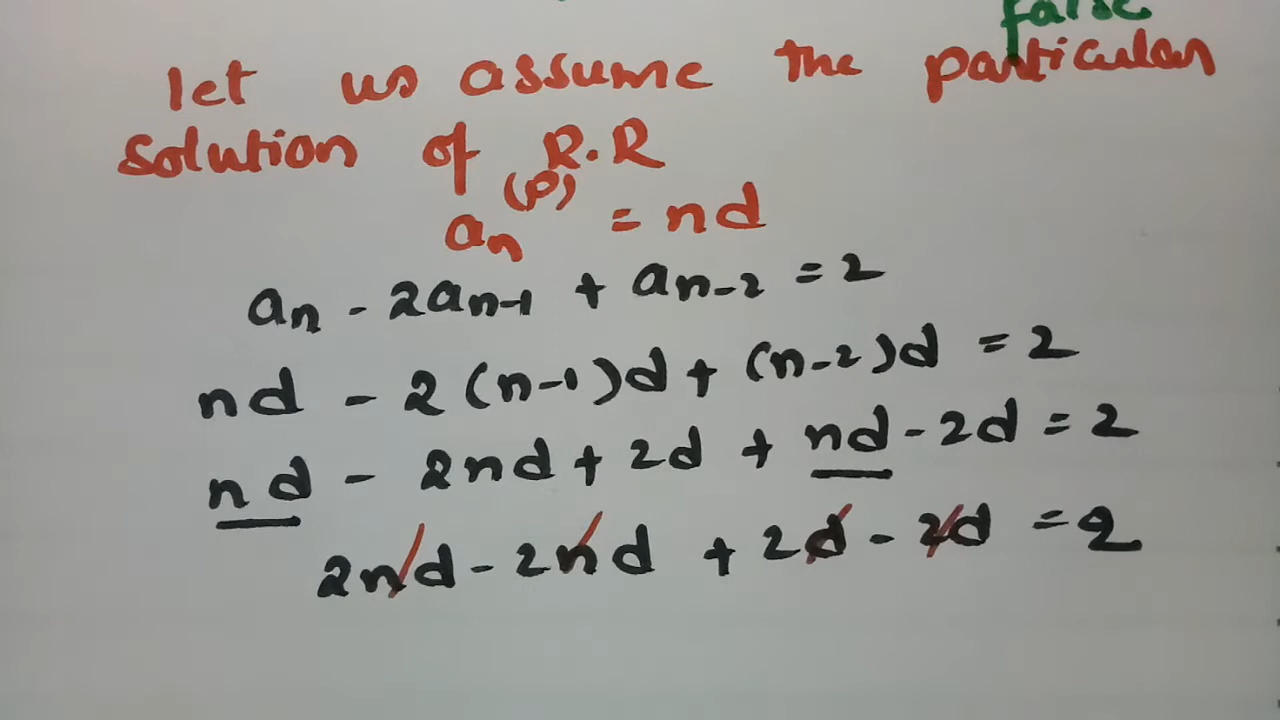 false
let us assume the particular
solution of R.R
aₙ⁽ᵖ⁾ = nd
aₙ - 2aₙ₋₁ + aₙ₋₂ = 2
nd - 2(n-1)d + (n-2)d = 2
nd - 2nd + 2d + nd - 2d = 2
2nd - 2nd + 2d - 2d = 2